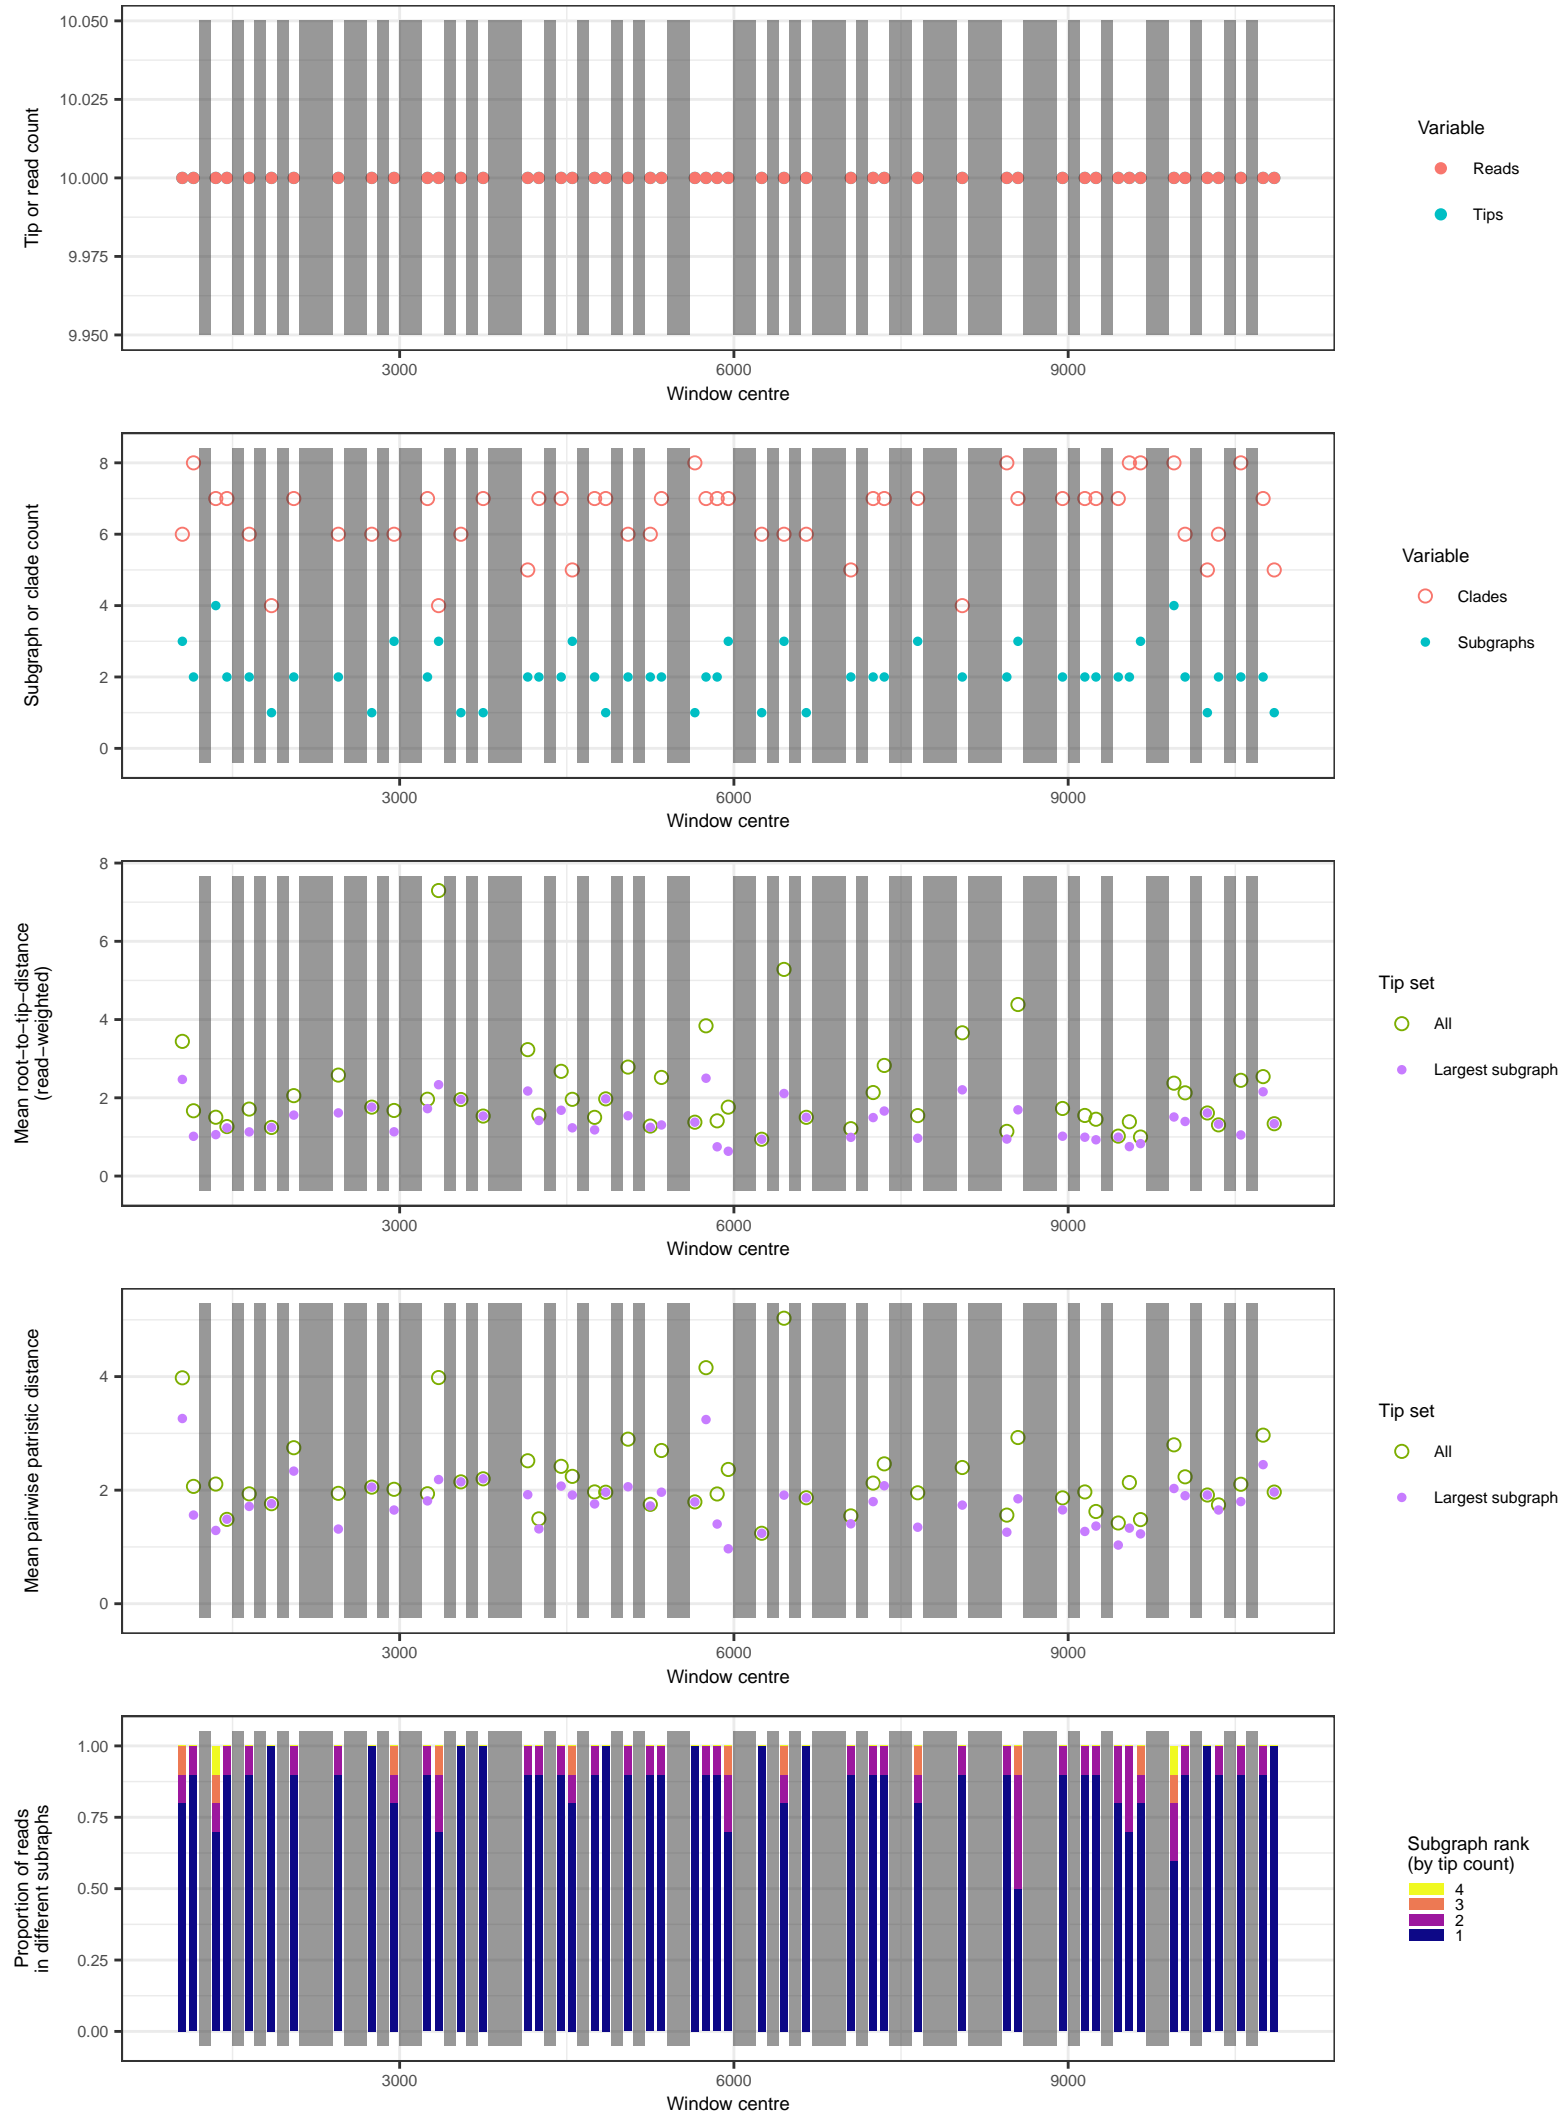 10.050
10.025
10.000
9.975
9.950
Tip or read count
3000
6000
9000
Window centre
Variable
Reads
Tips
8
6
4
2
0
Subgraph or clade count
3000
6000
9000
Window centre
Variable
Clades
Subgraphs
8
6
4
2
0
Mean root−to−tip−distance
(read−weighted)
3000
6000
9000
Window centre
Tip set
All
Largest subgraph
4
2
0
Mean pairwise patristic distance
3000
6000
9000
Window centre
Tip set
All
Largest subgraph
1.00
0.75
0.50
0.25
0.00
Proportion of reads
in different subraphs
3000
6000
9000
Window centre
Subgraph rank
(by tip count)
4
3
2
1